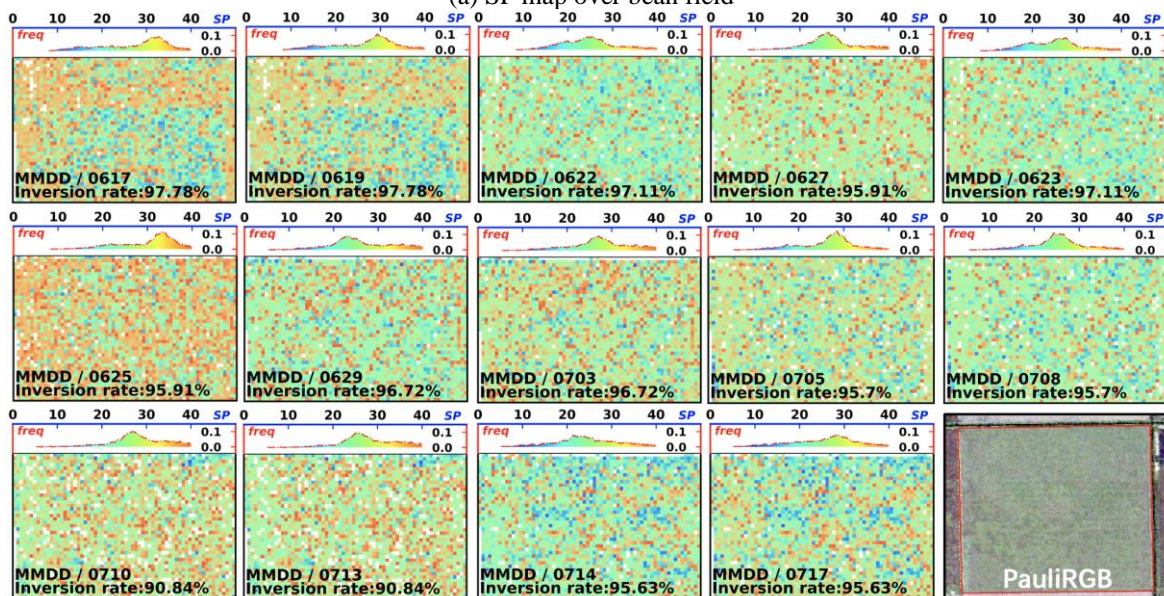 (a) SP map over bean field
0 10 20 30 40 SP 0 10 20 30 40 SP 0 10 20 30 40 SP 0 10 20 30 40 SP 0 10 20 30 40 SP
freq 0.1 freq 0.1 freq 0.1 freq 0.1 freq 0.1
0.0 0.0 0.0 0.0 0.0
MMDD / 0617 MMDD / 0619 MMDD / 0622 MMDD / 0627 MMDD / 0623
Inversion rate:97.78% Inversion rate:97.78% Inversion rate:97.11% Inversion rate:95.91% Inversion rate:97.11%
0 10 20 30 40 SP 0 10 20 30 40 SP 0 10 20 30 40 SP 0 10 20 30 40 SP 0 10 20 30 40 SP
freq 0.1 freq 0.1 freq 0.1 freq 0.1 freq 0.1
0.0 0.0 0.0 0.0 0.0
MMDD / 0625 MMDD / 0629 MMDD / 0703 MMDD / 0705 MMDD / 0708
Inversion rate:95.91% Inversion rate:96.72% Inversion rate:96.72% Inversion rate:95.7% Inversion rate:95.7%
0 10 20 30 40 SP 0 10 20 30 40 SP 0 10 20 30 40 SP 0 10 20 30 40 SP
freq 0.1 freq 0.1 freq 0.1 freq 0.1
0.0 0.0 0.0 0.0
MMDD / 0710 MMDD / 0713 MMDD / 0714 MMDD / 0717 PauliRGB
Inversion rate:90.84% Inversion rate:90.84% Inversion rate:95.63% Inversion rate:95.63%